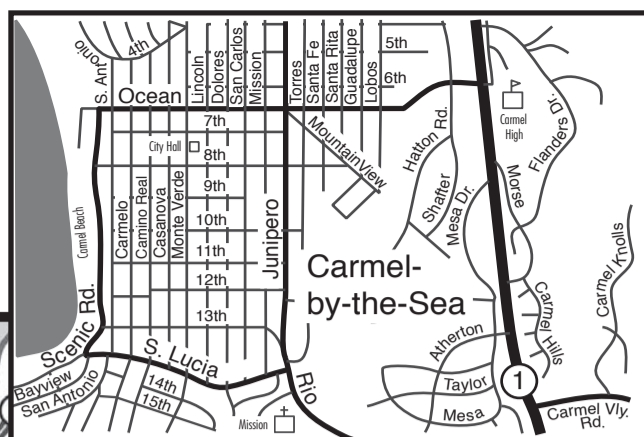 S. Antonio
4th
Ocean
Lincoln
Dolores
San Carlos
Mission
Torres
Santa Fe
Santa Rita
Guadalupe
Lobos
5th
6th
Hatton Rd.
Carmel
High
Flanders Dr.
7th
City Hall
8th
Mountain View
Carmel Beach
Carmelo
Camino Real
Casanova
Monte Verde
9th
10th
11th
12th
13th
Junipero
Shafter
Mesa Dr.
Morse
Carmel-
by-the-Sea
Carmel Knolls
Carmel Hills
Scenic Rd.
S. Lucia
Rio
Atherton
Taylor
Mesa
1
Carmel Vly.
Rd.
Bayview
San Antonio
14th
15th
Mission